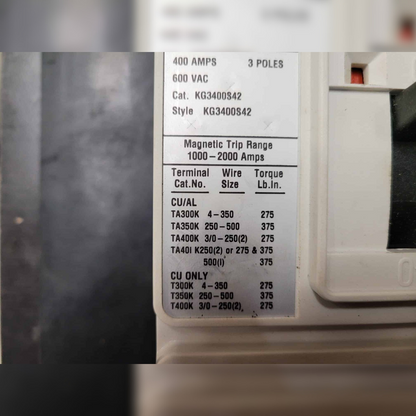 400 AMPS 3 POLES
600 VAC
Cat. KG3400S42
Style KG3400S42
Magnetic Trip Range
1000-2000 Amps
Terminal Wire Torque
Cat.No. Size Lb.In.
CU/AL
TA300K 4-350 275
TA350K 250-500 375
TA400K 3/0-250(2) 275
TA401K250(2) or 275 & 375
500(1) 375
CU ONLY
T300K 4-350 275
T350K 250-500 375
T400K 3/0-250(2) 275